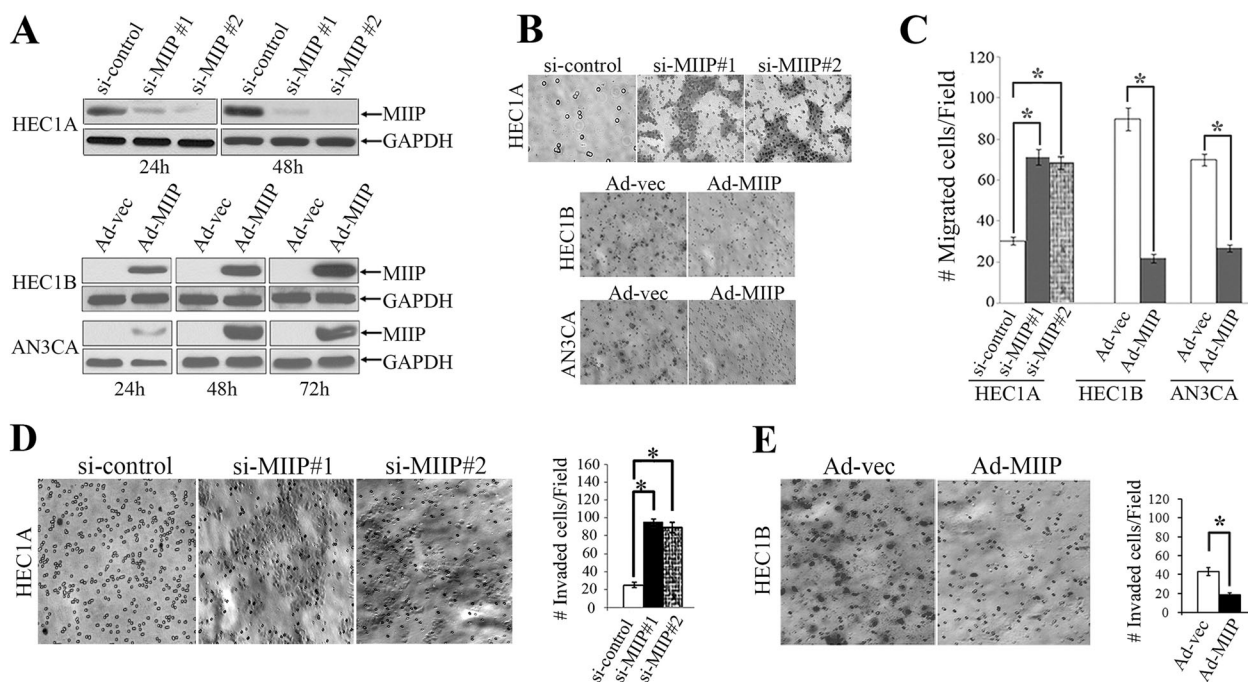 A
si-control si-MIIP#1 si-MIIP#2 si-control si-MIIP#1 si-MIIP#2
HEC1A
MIIP
GAPDH
24h 48h
Ad-vec Ad-MIIP Ad-vec Ad-MIIP Ad-vec Ad-MIIP
HEC1B
MIIP
GAPDH
AN3CA
MIIP
GAPDH
24h 48h 72h
B
si-control si-MIIP#1 si-MIIP#2
HEC1A
Ad-vec Ad-MIIP
HEC1B
Ad-vec Ad-MIIP
AN3CA
C
# Migrated cells/Field
120
100
80
60
40
20
0
* * * *
si-control si-MIIP#1 si-MIIP#2 Ad-vec Ad-MIIP Ad-vec Ad-MIIP
HEC1A HEC1B AN3CA
D
si-control si-MIIP#1 si-MIIP#2
HEC1A
# Invaded cells/Field
160
140
120
100
80
60
40
20
0
* *
si-control si-MIIP#1 si-MIIP#2
E
Ad-vec Ad-MIIP
HEC1B
# Invaded cells/Field
120
100
80
60
40
20
0
*
Ad-vec Ad-MIIP